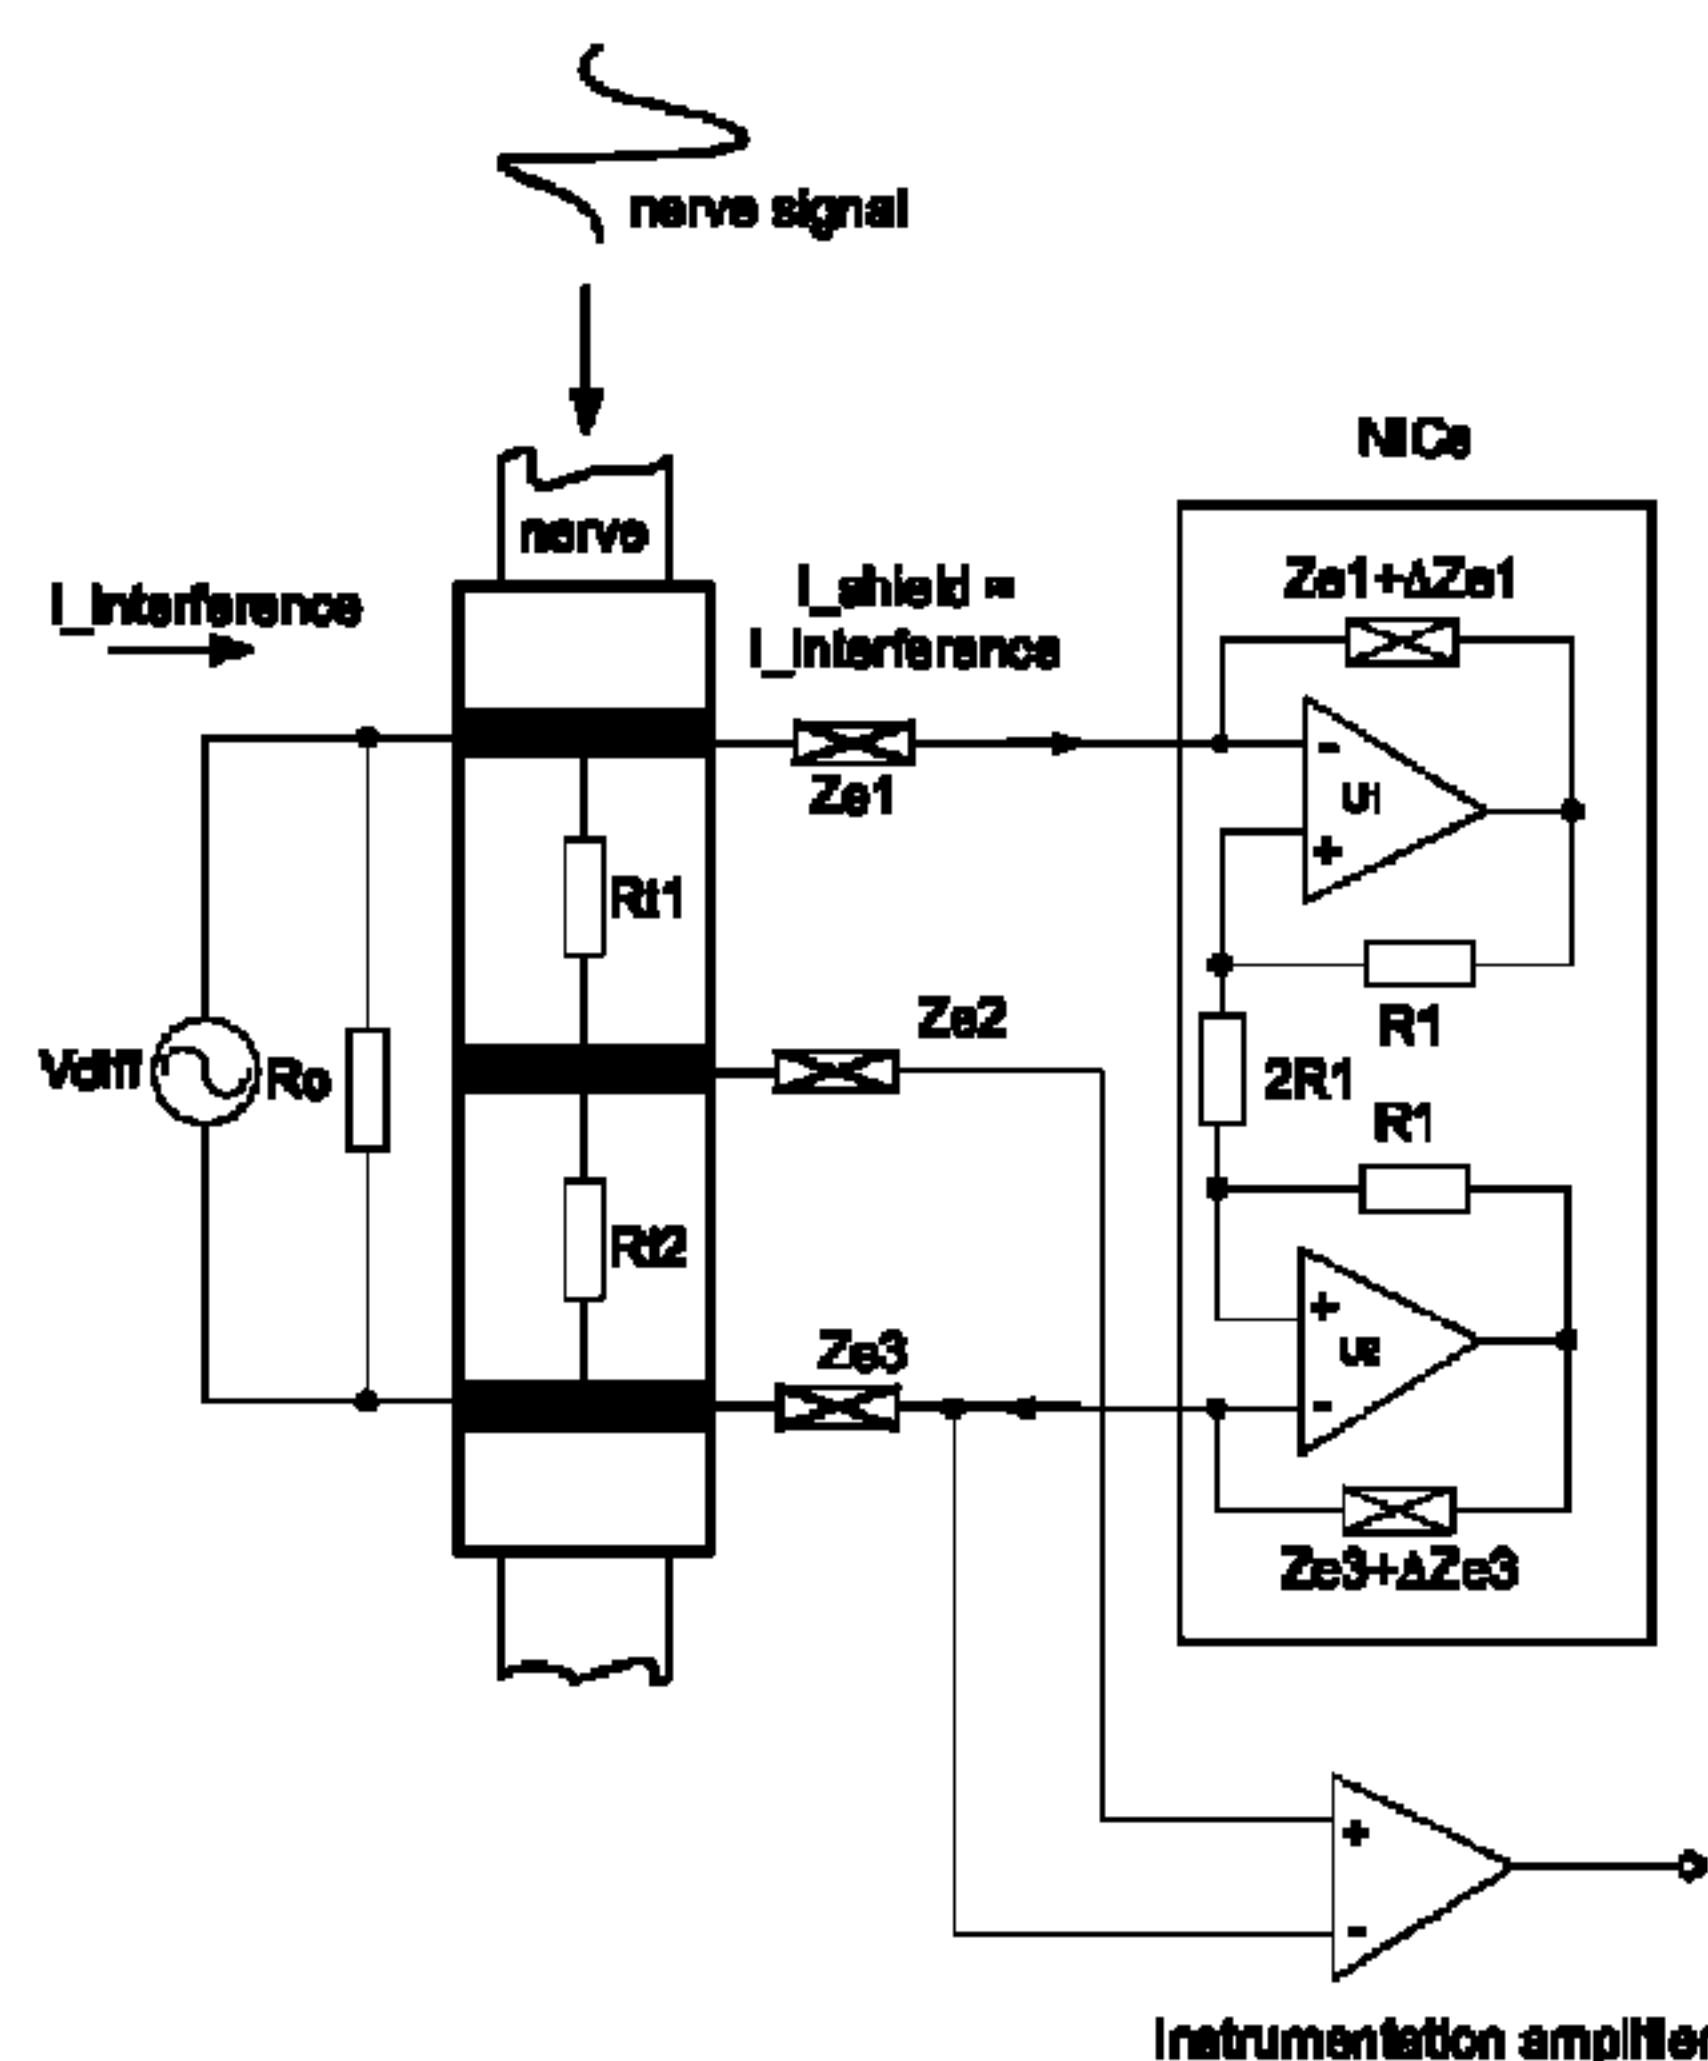 nerve signal
NICs
nerve
I_interference
I_shield =
I_interference
Ze1+ΔZe1
Ze1
U1
+
-
Rt1
R1
Ze2
2R1
Vdiff
Ro
R1
Rt2
+
U2
-
Ze3
Ze3+ΔZe3
+
-
Instrumentation amplifier